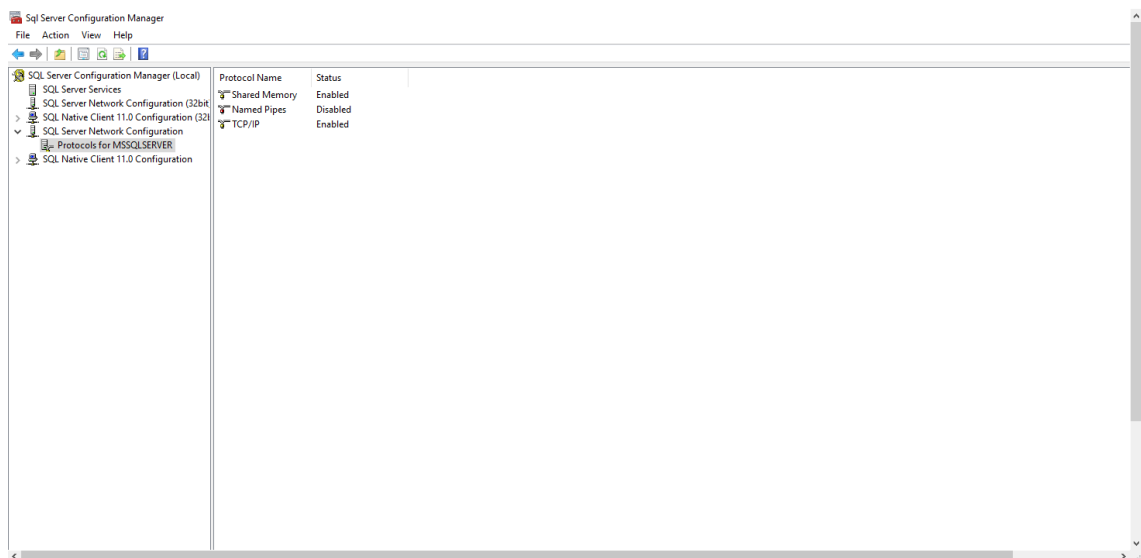 Sql Server Configuration Manager
File Action View Help
SQL Server Configuration Manager (Local)
SQL Server Services
SQL Server Network Configuration (32bit
SQL Native Client 11.0 Configuration (32
SQL Server Network Configuration
Protocols for MSSQLSERVER
SQL Native Client 11.0 Configuration
Protocol Name Status
Shared Memory Enabled
Named Pipes Disabled
TCP/IP Enabled